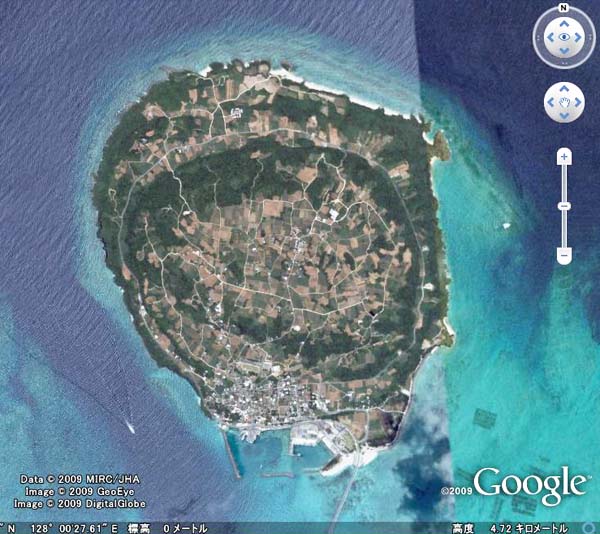 N
Data © 2009 MIRC/JHA
Image © 2009 GeoEye
Image © 2009 DigitalGlobe
©2009 Google
" N 128° 00'27.61" E 標高 0 メートル 高度 4.72 キロメートル